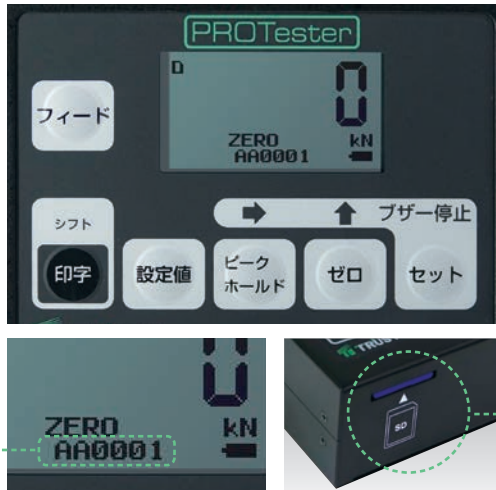 PROTester
D
0
ZERO
kN
AA0001
フィード
シフト
印字
設定値
ピーク
ホールド
ゼロ
ブザー停止
セット
ZERO
kN
AA0001
TRUST
SD